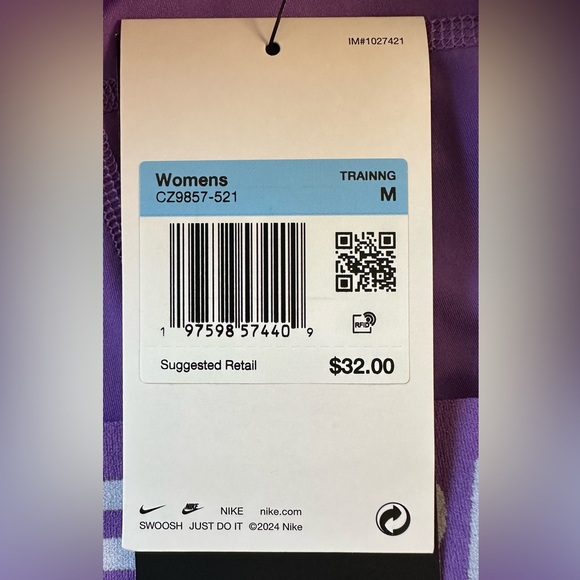 IM#1027421
Womens TRAINNG
CZ9857-521 M
1 97598 57440 9
RFID
Suggested Retail $32.00
NIKE NIKE nike.com
SWOOSH JUST DO IT ©2024 Nike